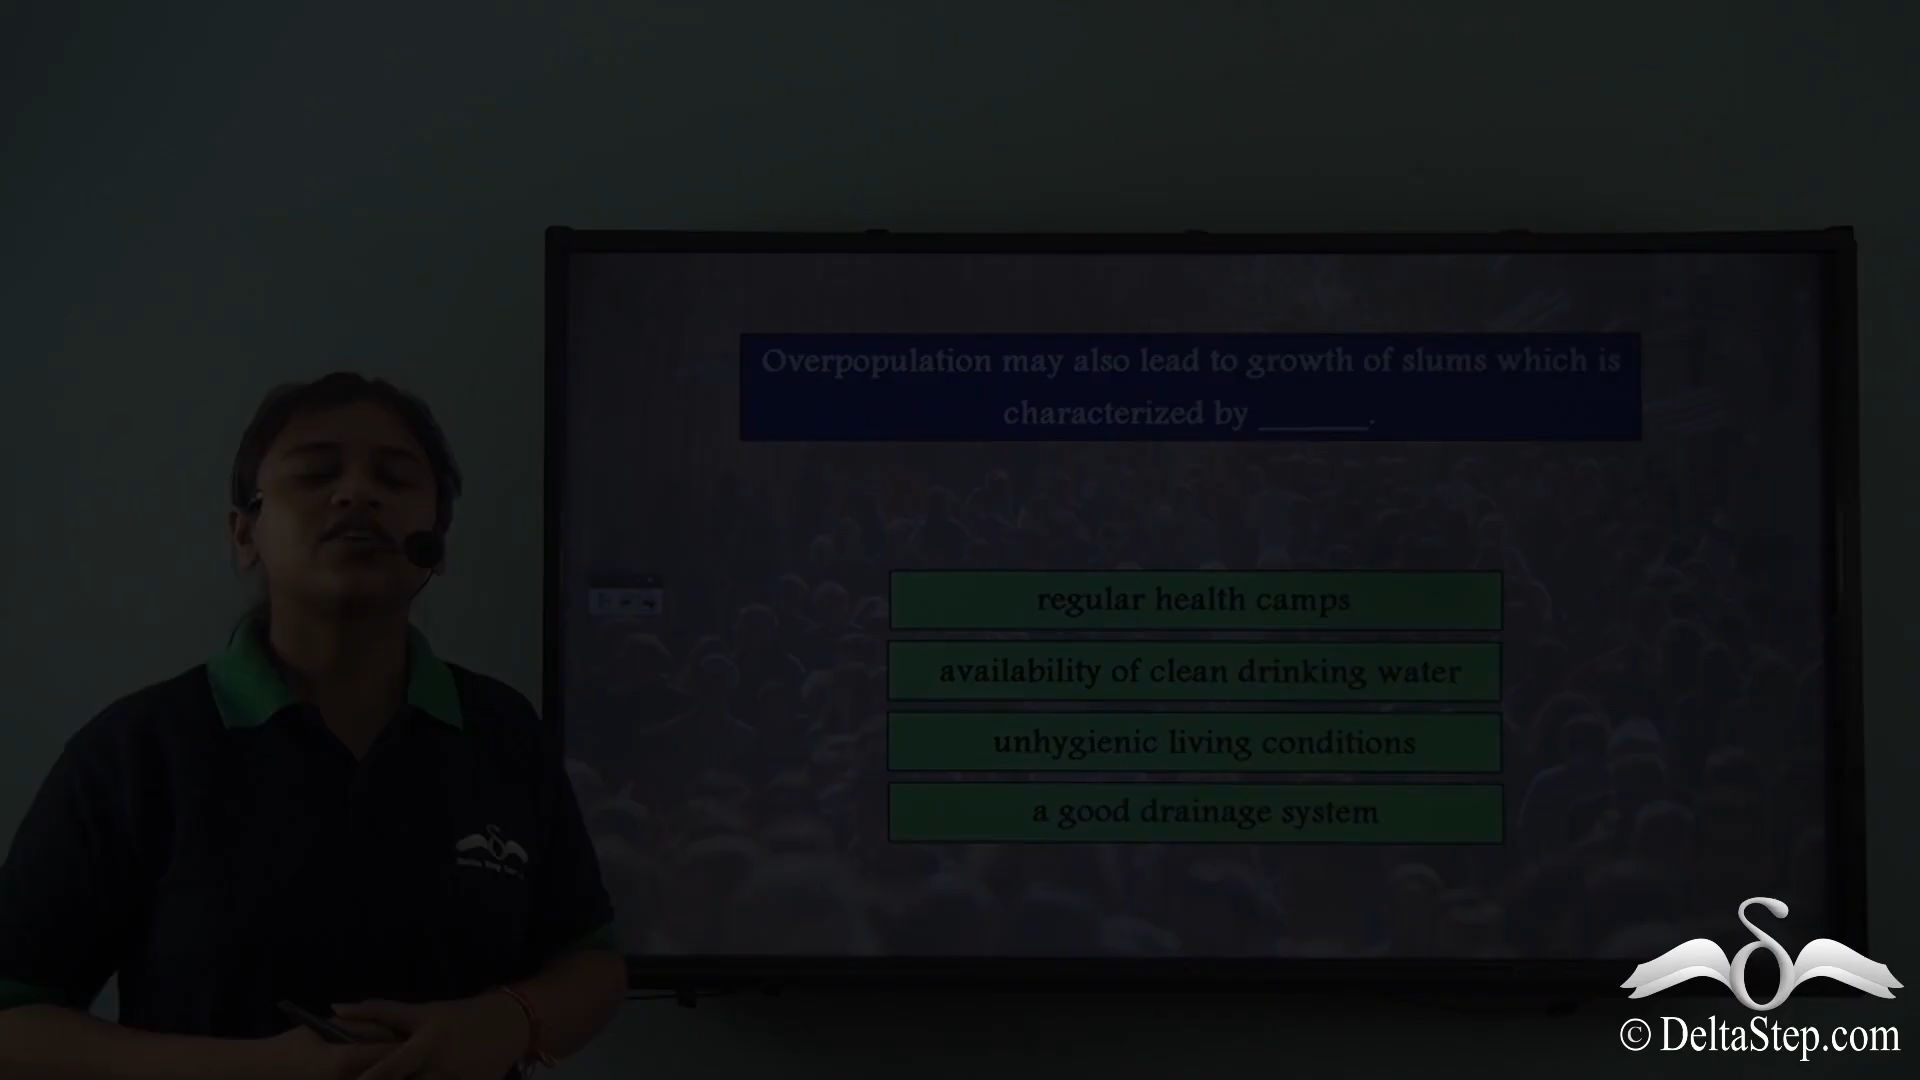 Overpopulation may also lead to growth of slums which is
characterized by _______.
regular health camps
availability of clean drinking water
unhygienic living conditions
a good drainage system
© DeltaStep.com